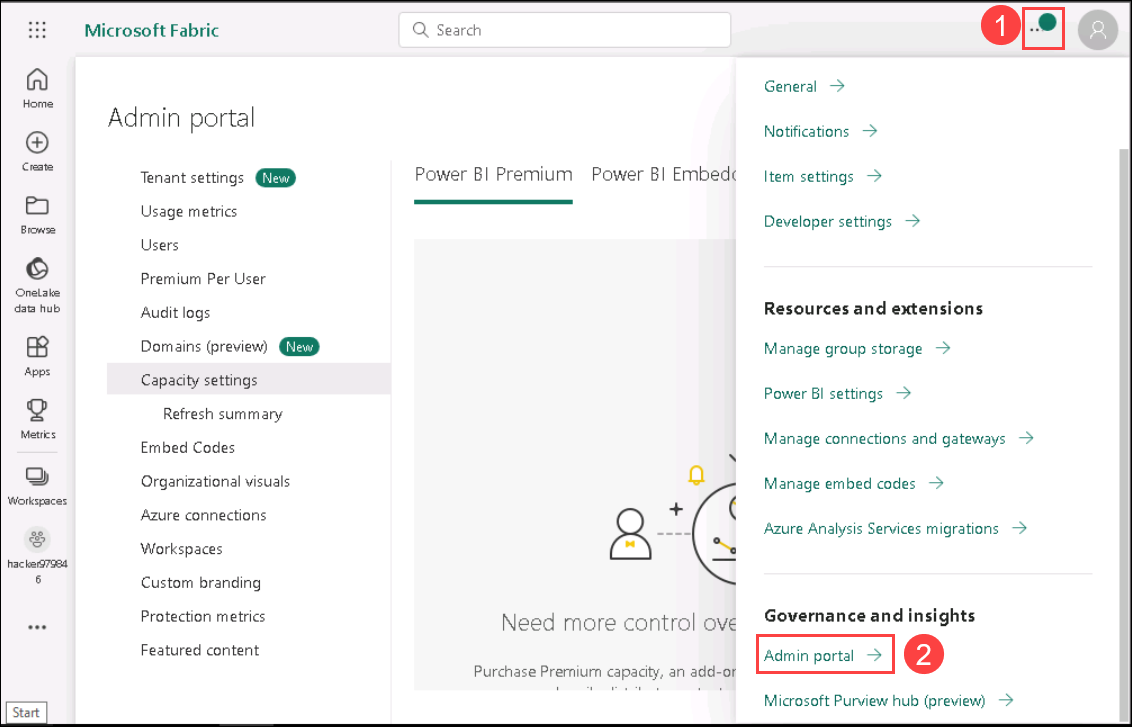 Microsoft Fabric
Search
1
Home
Create
Browse
OneLake
data hub
Apps
Metrics
Workspaces
hacker97984
6
Start
Admin portal
Tenant settings New
Usage metrics
Users
Premium Per User
Audit logs
Domains (preview) New
Capacity settings
Refresh summary
Embed Codes
Organizational visuals
Azure connections
Workspaces
Custom branding
Protection metrics
Featured content
Power BI Premium Power BI Embedd
Need more control ove
Purchase Premium capacity, an add-on
General
Notifications
Item settings
Developer settings
Resources and extensions
Manage group storage
Power BI settings
Manage connections and gateways
Manage embed codes
Azure Analysis Services migrations
Governance and insights
Admin portal 2
Microsoft Purview hub (preview)